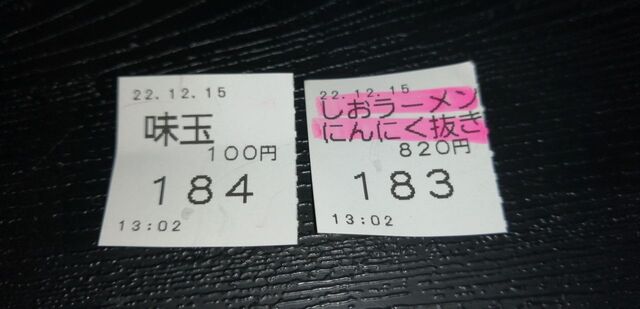 22.12.15
味玉
100円
184
13:02
22.12.15
しおラーメン
にんにく抜き
820円
183
13:02